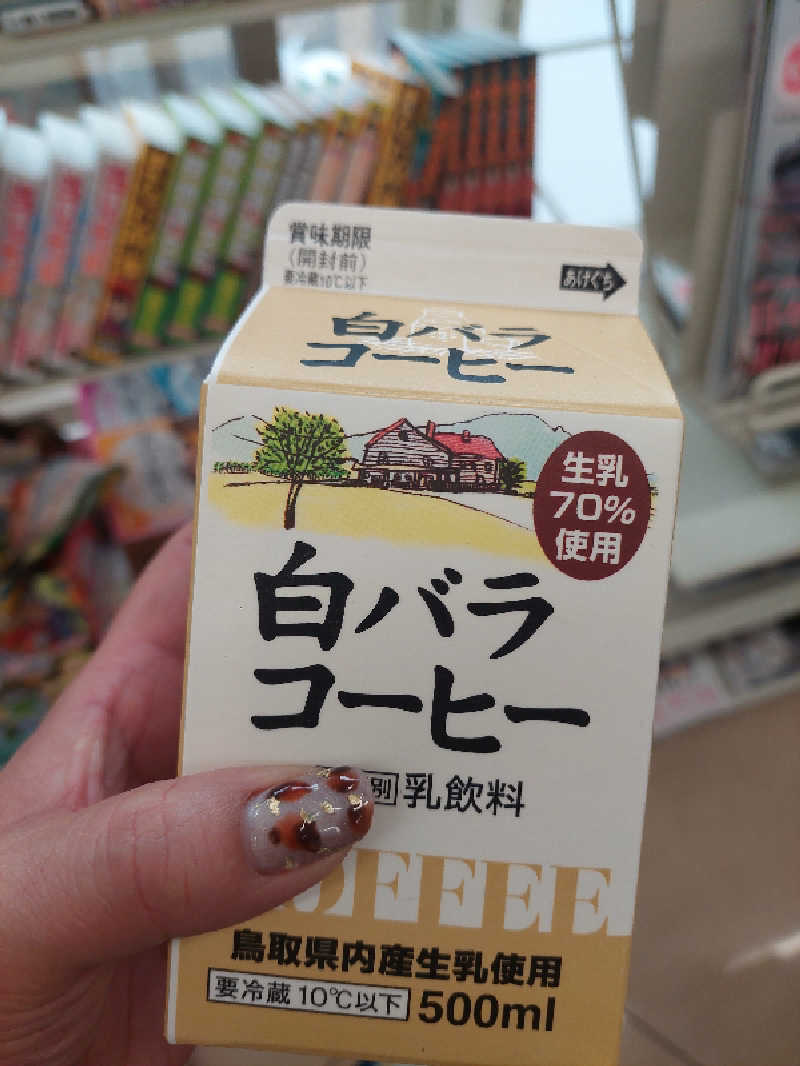 賞味期限
(開封前)
要冷蔵10℃以下
あけぐち
白バラ
コーヒー
生乳
70%
使用
白バラ
コーヒー
別 乳飲料
OFFEE
鳥取県内産生乳使用
要冷蔵 10℃以下 500ml